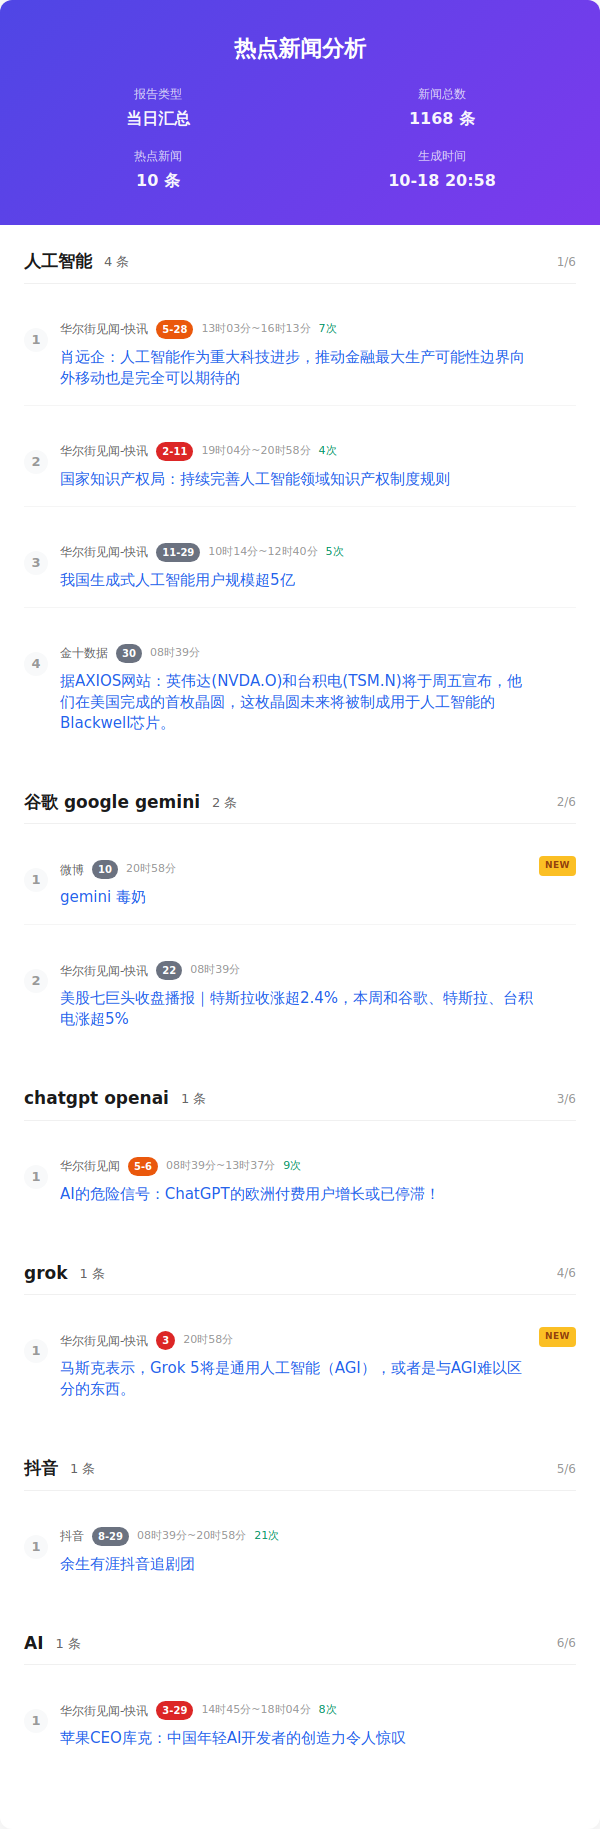 热点新闻分析
报告类型
当日汇总
新闻总数
1168 条
热点新闻
10 条
生成时间
10-18 20:58
人工智能 4 条 1/6
1
华尔街见闻-快讯 5-28 13时03分~16时13分 7次
肖远企：人工智能作为重大科技进步，推动金融最大生产可能性边界向
外移动也是完全可以期待的
2
华尔街见闻-快讯 2-11 19时04分~20时58分 4次
国家知识产权局：持续完善人工智能领域知识产权制度规则
3
华尔街见闻-快讯 11-29 10时14分~12时40分 5次
我国生成式人工智能用户规模超5亿
4
金十数据 30 08时39分
据AXIOS网站：英伟达(NVDA.O)和台积电(TSM.N)将于周五宣布，他
们在美国完成的首枚晶圆，这枚晶圆未来将被制成用于人工智能的
Blackwell芯片。
谷歌 google gemini 2 条 2/6
1
微博 10 20时58分 NEW
gemini 毒奶
2
华尔街见闻-快讯 22 08时39分
美股七巨头收盘播报｜特斯拉收涨超2.4%，本周和谷歌、特斯拉、台积
电涨超5%
chatgpt openai 1 条 3/6
1
华尔街见闻 5-6 08时39分~13时37分 9次
AI的危险信号：ChatGPT的欧洲付费用户增长或已停滞！
grok 1 条 4/6
1
华尔街见闻-快讯 3 20时58分 NEW
马斯克表示，Grok 5将是通用人工智能（AGI），或者是与AGI难以区
分的东西。
抖音 1 条 5/6
1
抖音 8-29 08时39分~20时58分 21次
余生有涯抖音追剧团
AI 1 条 6/6
1
华尔街见闻-快讯 3-29 14时45分~18时04分 8次
苹果CEO库克：中国年轻AI开发者的创造力令人惊叹